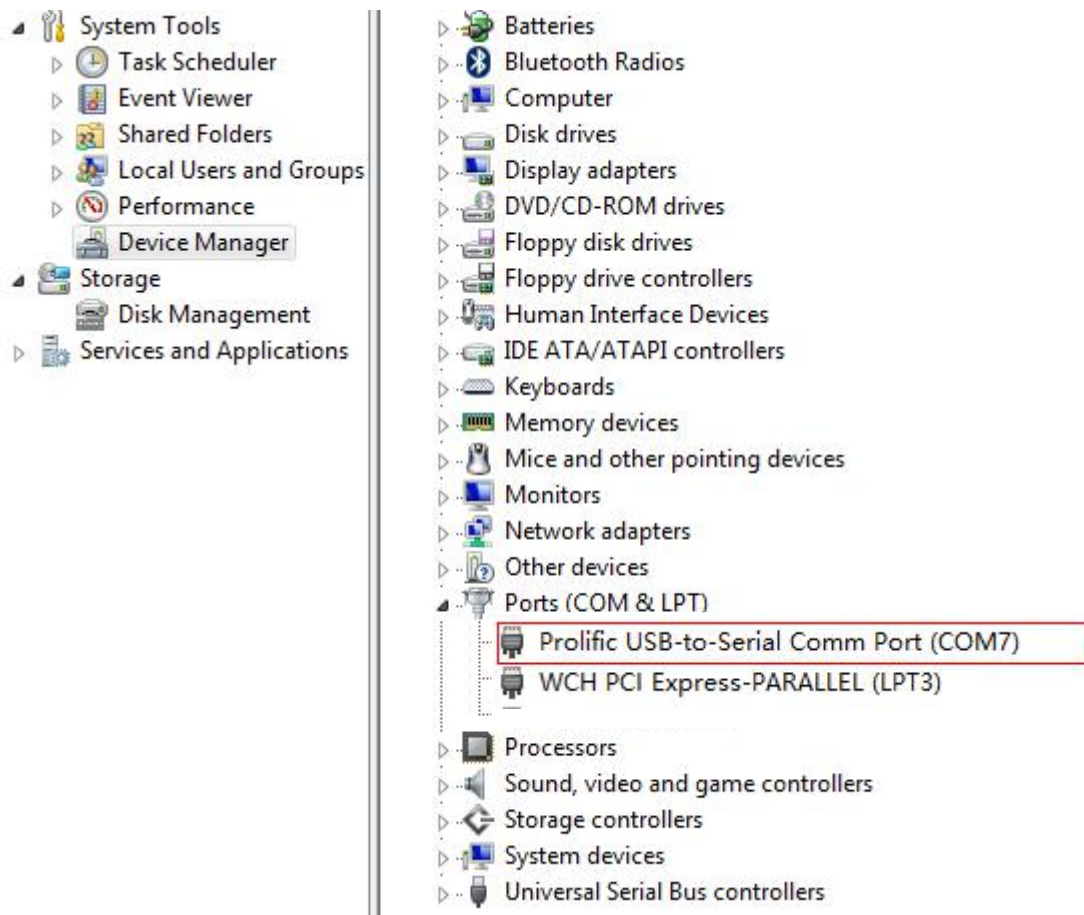 System Tools
Task Scheduler
Event Viewer
Shared Folders
Local Users and Groups
Performance
Device Manager
Storage
Disk Management
Services and Applications
Batteries
Bluetooth Radios
Computer
Disk drives
Display adapters
DVD/CD-ROM drives
Floppy disk drives
Floppy drive controllers
Human Interface Devices
IDE ATA/ATAPI controllers
Keyboards
Memory devices
Mice and other pointing devices
Monitors
Network adapters
Other devices
Ports (COM & LPT)
Prolific USB-to-Serial Comm Port (COM7)
WCH PCI Express-PARALLEL (LPT3)
Processors
Sound, video and game controllers
Storage controllers
System devices
Universal Serial Bus controllers